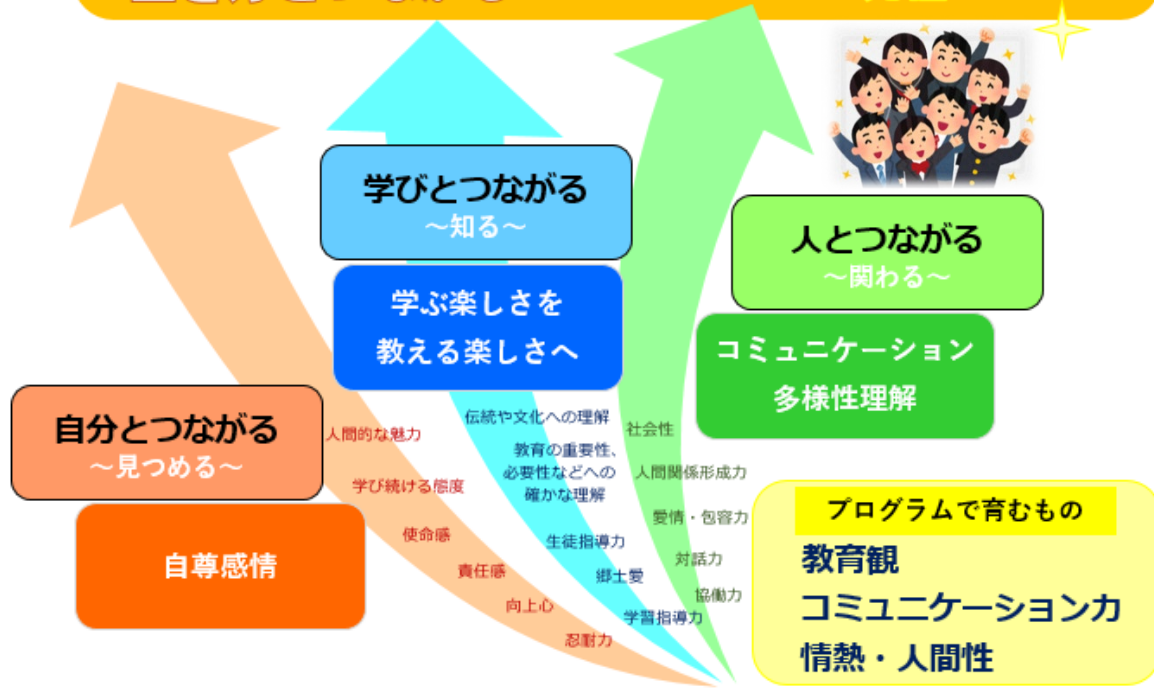 学びとつながる
～知る～
学ぶ楽しさを
教える楽しさへ
人とつながる
～関わる～
コミュニケーション
多様性理解
自分とつながる
～見つめる～
自尊感情
人間的な魅力
学び続ける態度
使命感
責任感
向上心
忍耐力
伝統や文化への理解
教育の重要性、
必要性などへの
確かな理解
生徒指導力
郷土愛
学習指導力
社会性
人間関係形成力
愛情・包容力
対話力
協働力
プログラムで育むもの
教育観
コミュニケーション力
情熱・人間性